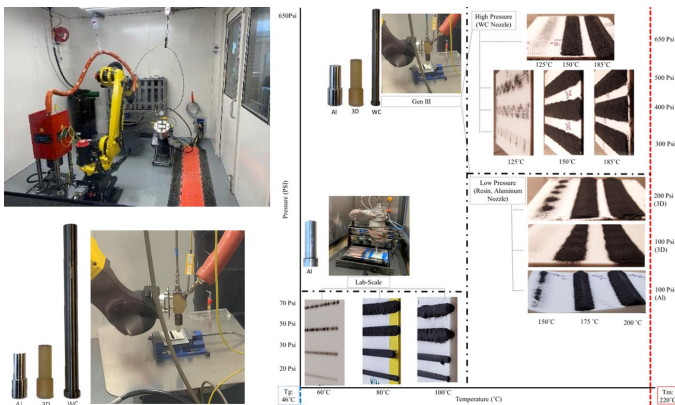 650Psi
Al
3D
WC
Gen III
High Pressure
(WC Nozzle)
125˚C
150˚C
185˚C
650 Psi
500 Psi
400 Psi
300 Psi
125˚C
150˚C
185˚C
Pressure (PSI)
Low Pressure
(Resin, Aluminum
Nozzle)
200 Psi
(3D)
100 Psi
(3D)
100 Psi
(Al)
150˚C
175 ˚C
200 ˚C
Al
Lab-Scale
70 Psi
50 Psi
30 Psi
20 Psi
60˚C
80˚C
100˚C
Tg:
46˚C
Temperature (˚C)
Tm:
220˚C
Al
3D
WC